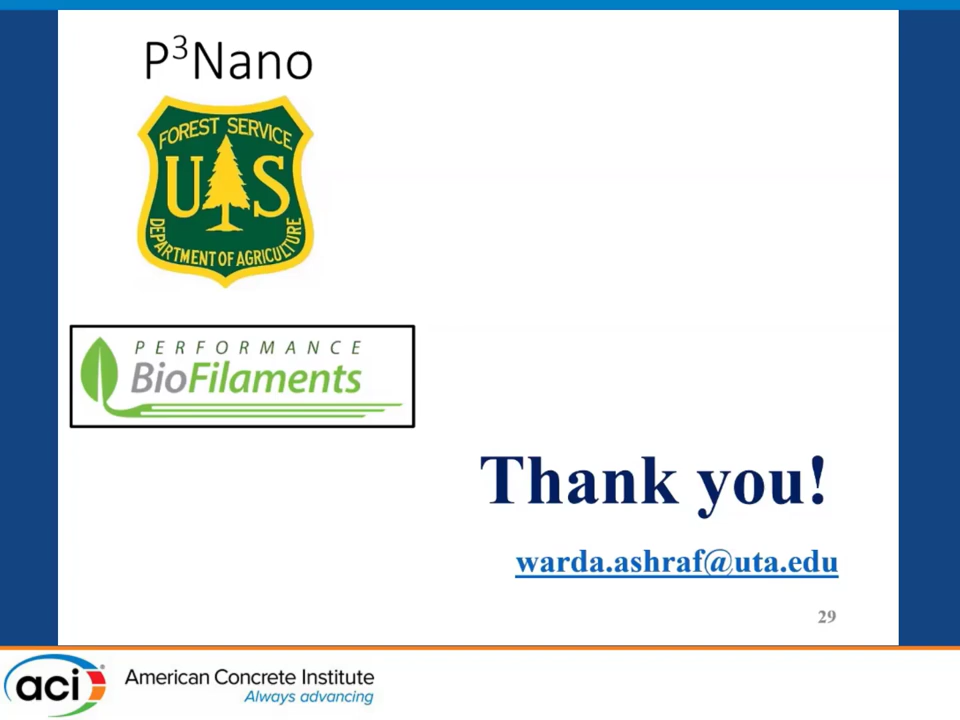 P³Nano
FOREST SERVICE
U S
DEPARTMENT OF AGRICULTURE
PERFORMANCE
BioFilaments
Thank you!
warda.ashraf@uta.edu
29
aci
American Concrete Institute
Always advancing